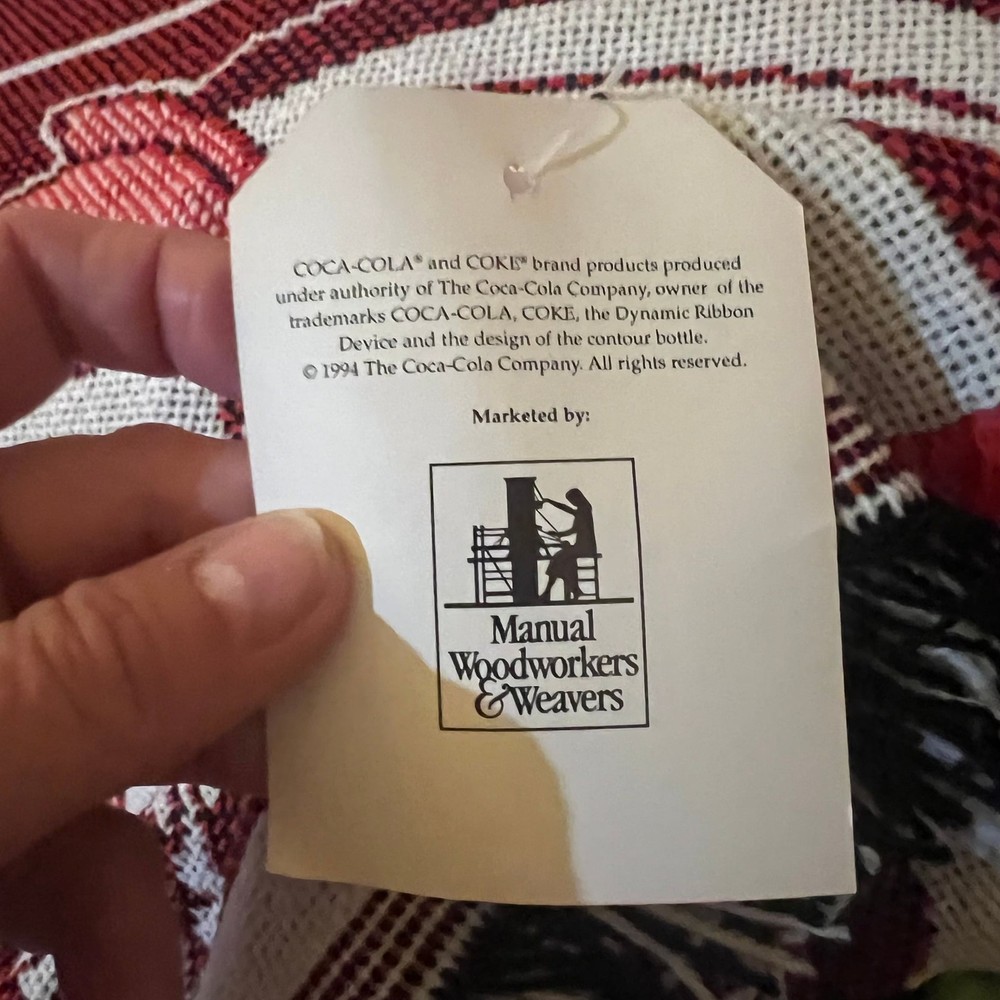 COCA-COLA® and COKE® brand products produced
under authority of The Coca-Cola Company, owner of the
trademarks COCA-COLA, COKE, the Dynamic Ribbon
Device and the design of the contour bottle.
© 1994 The Coca-Cola Company. All rights reserved.
Marketed by:
Manual
Woodworkers
& Weavers